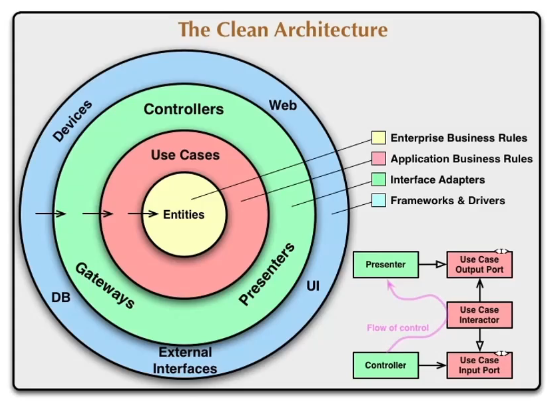 The Clean Architecture
Devices
Web
Controllers
Use Cases
Entities
Gateways
Presenters
DB
UI
External
Interfaces
Enterprise Business Rules
Application Business Rules
Interface Adapters
Frameworks & Drivers
Presenter
Use Case
Output Port
<I>
Use Case
Interactor
Flow of control
Controller
Use Case
Input Port
<I>